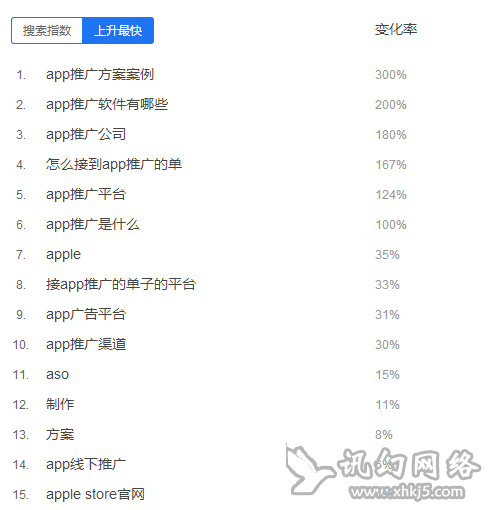 搜索指数 上升最快 变化率
1. app推广方案案例 300%
2. app推广软件有哪些 200%
3. app推广公司 180%
4. 怎么接到app推广的单 167%
5. app推广平台 124%
6. app推广是什么 100%
7. apple 35%
8. 接app推广的单子的平台 33%
9. app广告平台 31%
10. app推广渠道 30%
11. aso 15%
12. 制作 11%
13. 方案 8%
14. app线下推广
讯幻网络
15. apple store官网
www.xhkj5.com